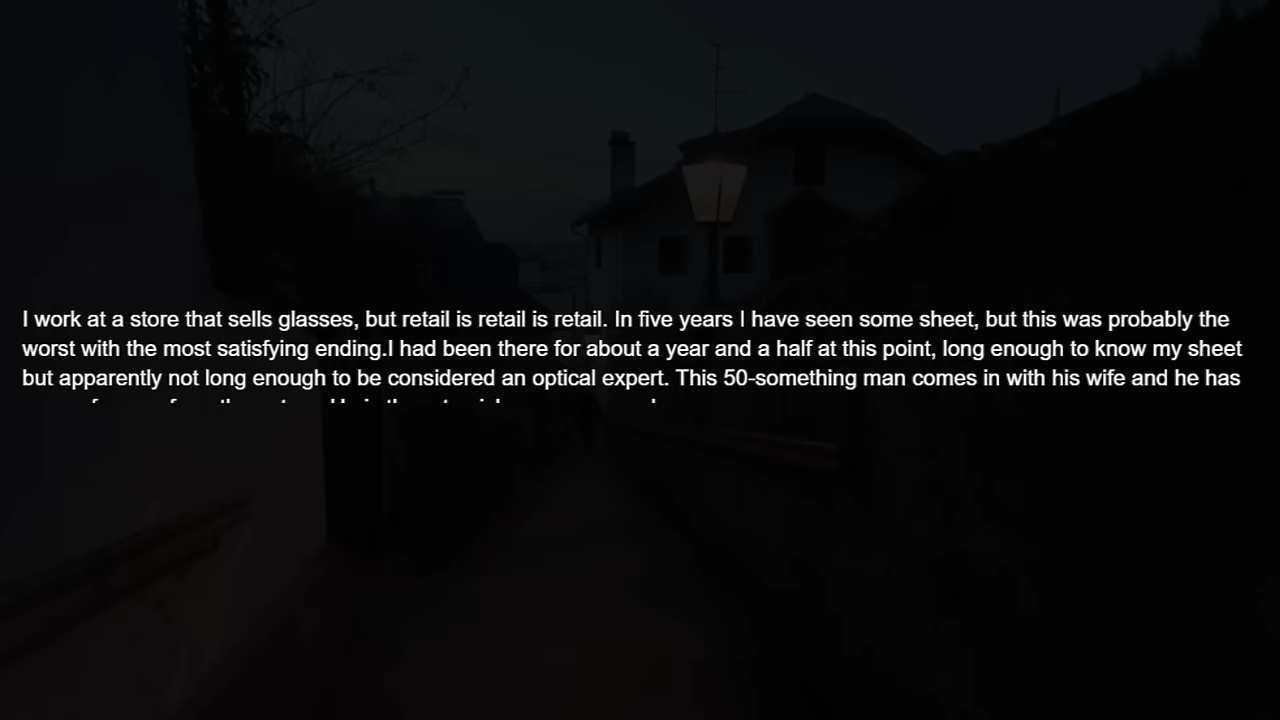 I work at a store that sells glasses, but retail is retail is retail. In five years I have seen some sheet, but this was probably the
worst with the most satisfying ending.I had been there for about a year and a half at this point, long enough to know my sheet
but apparently not long enough to be considered an optical expert. This 50-something man comes in with his wife and he has